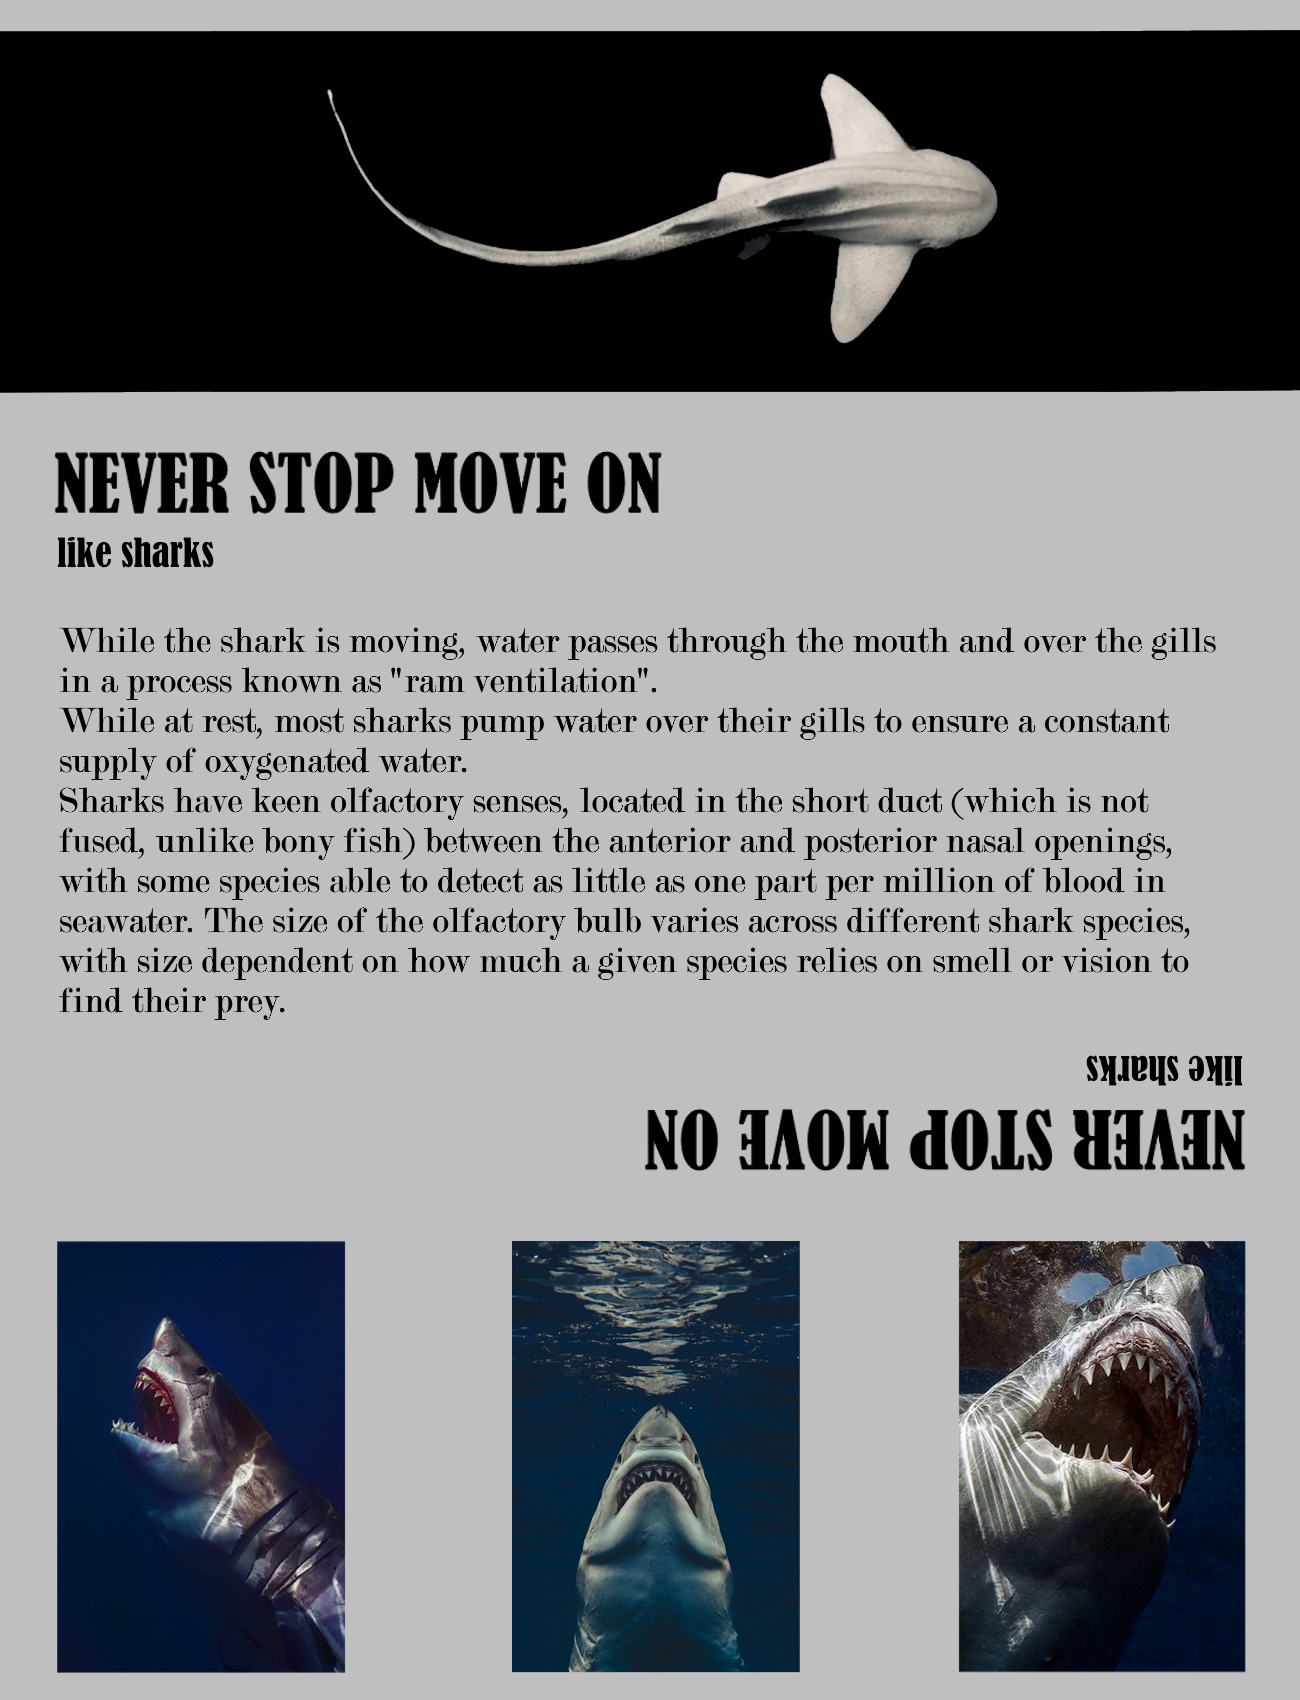 NEVER STOP MOVE ON
like sharks
While the shark is moving, water passes through the mouth and over the gills
in a process known as "ram ventilation".
While at rest, most sharks pump water over their gills to ensure a constant
supply of oxygenated water.
Sharks have keen olfactory senses, located in the short duct (which is not
fused, unlike bony fish) between the anterior and posterior nasal openings,
with some species able to detect as little as one part per million of blood in
seawater. The size of the olfactory bulb varies across different shark species,
with size dependent on how much a given species relies on smell or vision to
find their prey.
like sharks
NEVER STOP MOVE ON